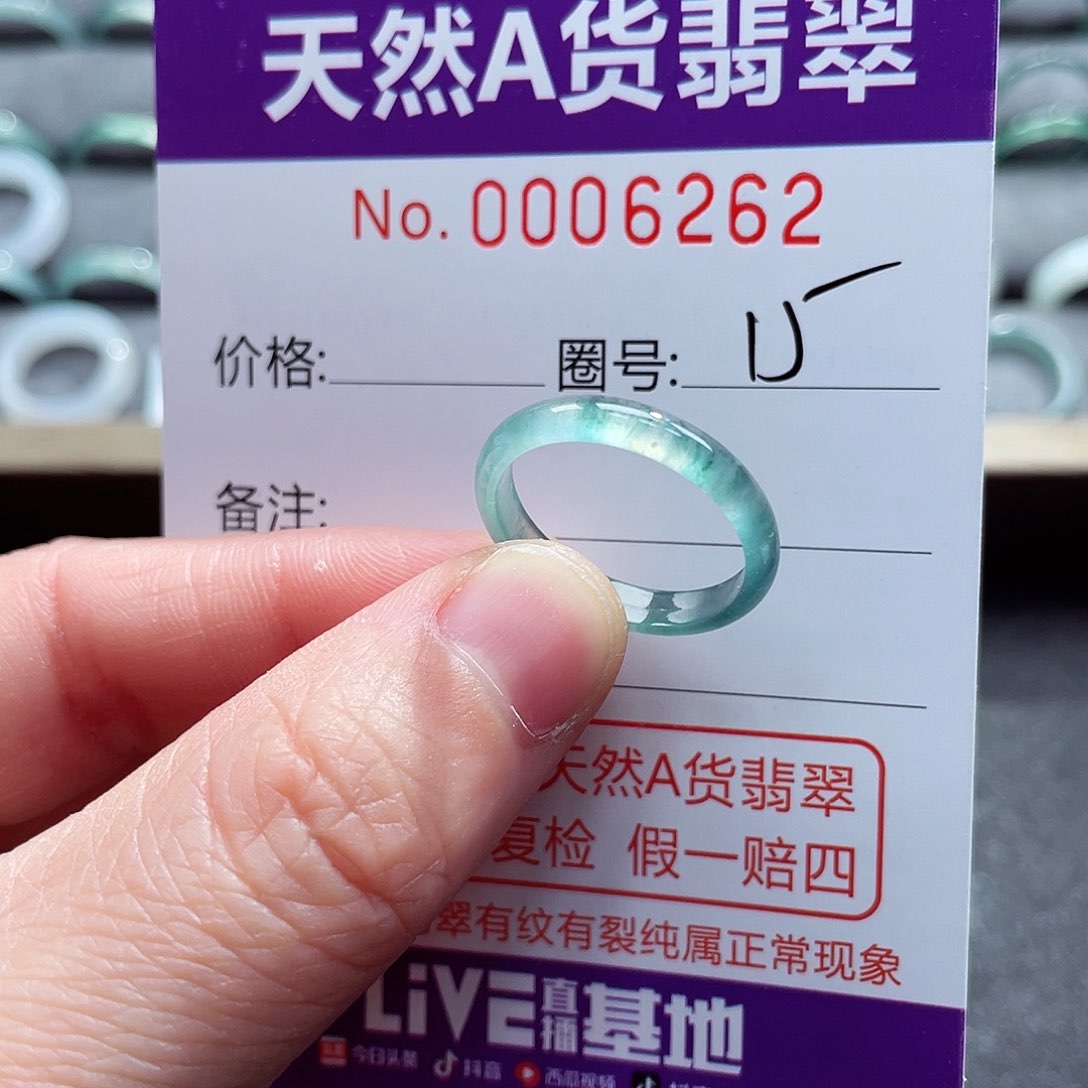 天然A货翡翠
No. 0006262
价格: 圈号:
备注:
天然A货翡翠
复检 假一赔四
翠有纹有裂纯属正常现象
LiVE直播基地
今日头条 抖音 西瓜视频